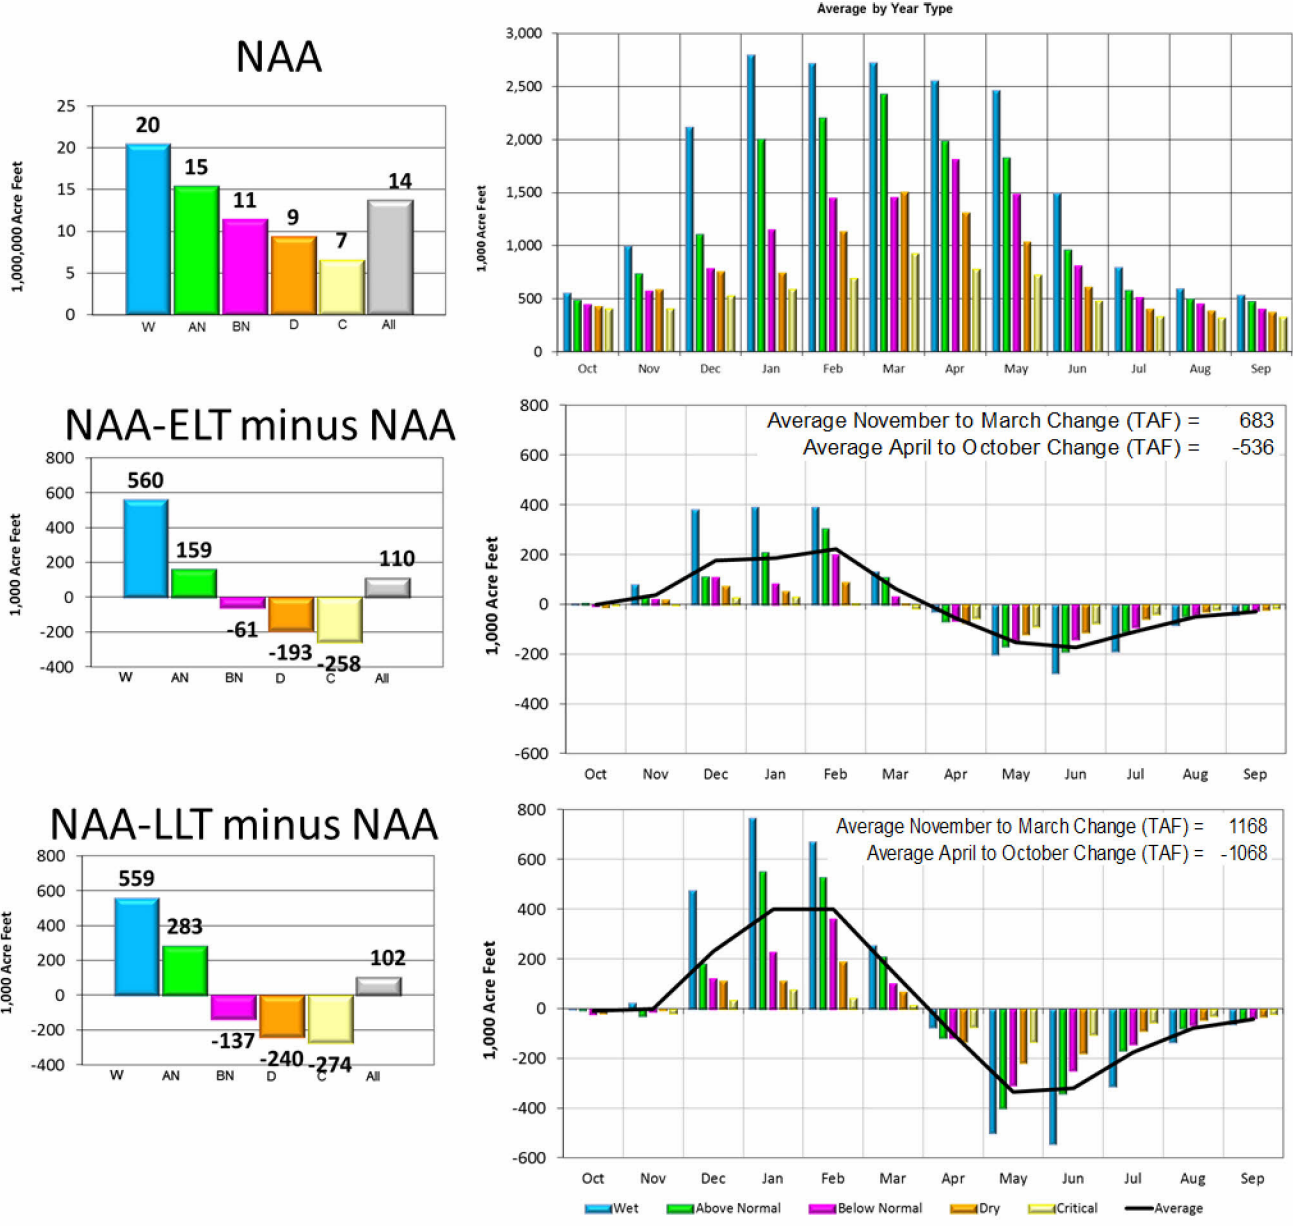 Average by Year Type
NAA
1,000,000 Acre Feet
25
20
15
10
5
0
20
15
11
9
7
14
W AN BN D C All
1,000 Acre Feet
3,000
2,500
2,000
1,500
1,000
500
0
Oct Nov Dec Jan Feb Mar Apr May Jun Jul Aug Sep
NAA-ELT minus NAA
1,000 Acre Feet
800
600
400
200
0
-200
-400
560
159
-61
-193
-258
110
W AN BN D C All
Average November to March Change (TAF) = 683
Average April to October Change (TAF) = -536
1,000 Acre Feet
800
600
400
200
0
-200
-400
-600
Oct Nov Dec Jan Feb Mar Apr May Jun Jul Aug Sep
NAA-LLT minus NAA
1,000 Acre Feet
800
600
400
200
0
-200
-400
559
283
-137
-240
-274
102
W AN BN D C All
Average November to March Change (TAF) = 1168
Average April to October Change (TAF) = -1068
1,000 Acre Feet
800
600
400
200
0
-200
-400
-600
Oct Nov Dec Jan Feb Mar Apr May Jun Jul Aug Sep
Wet Above Normal Below Normal Dry Critical Average